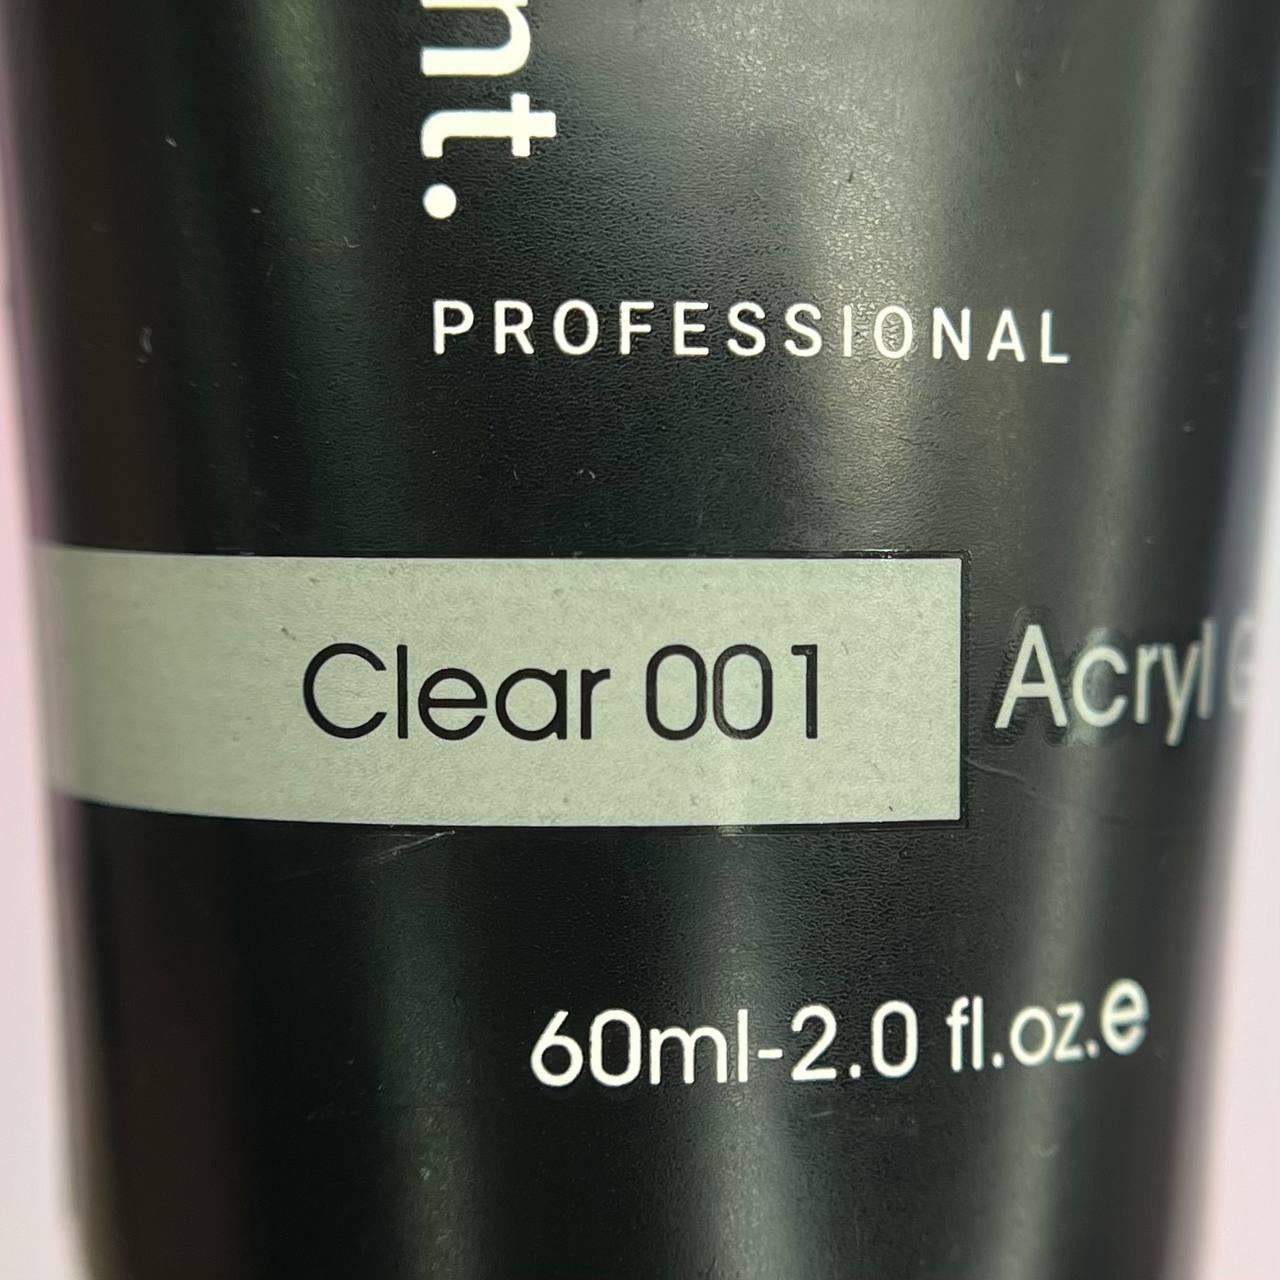 nt.
PROFESSIONAL
Clear 001
Acryl
60ml-2.0 fl.oz.e